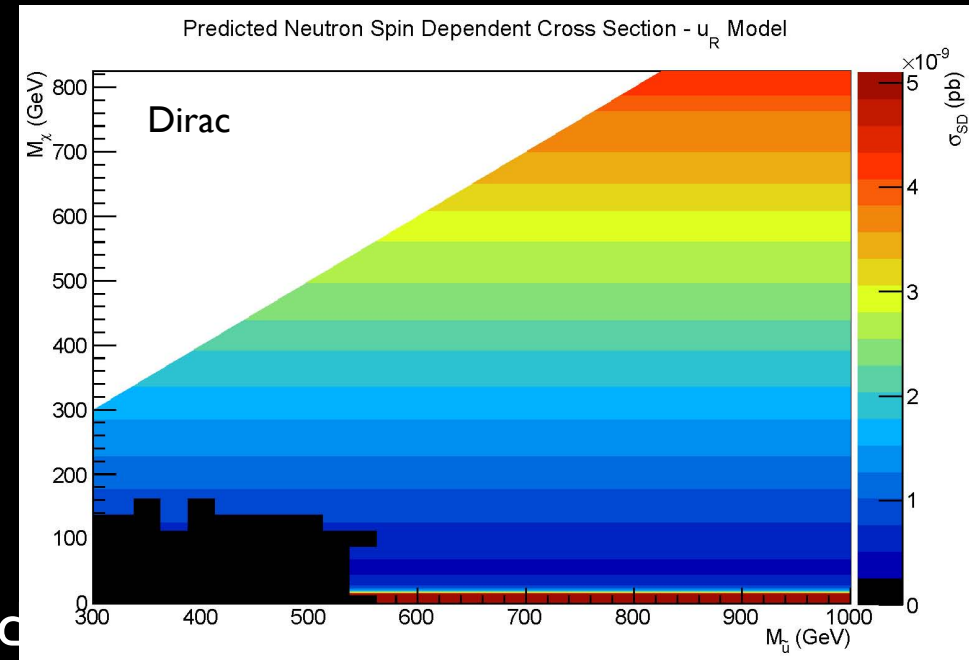 Predicted Neutron Spin Dependent Cross Section - u_R Model
×10⁻⁹
Dirac
M_χ (GeV)
800
700
600
500
400
300
200
100
0
300 400 500 600 700 800 900 1000
M_ũ (GeV)
5
4
3
2
1
0
σ_SD (pb)